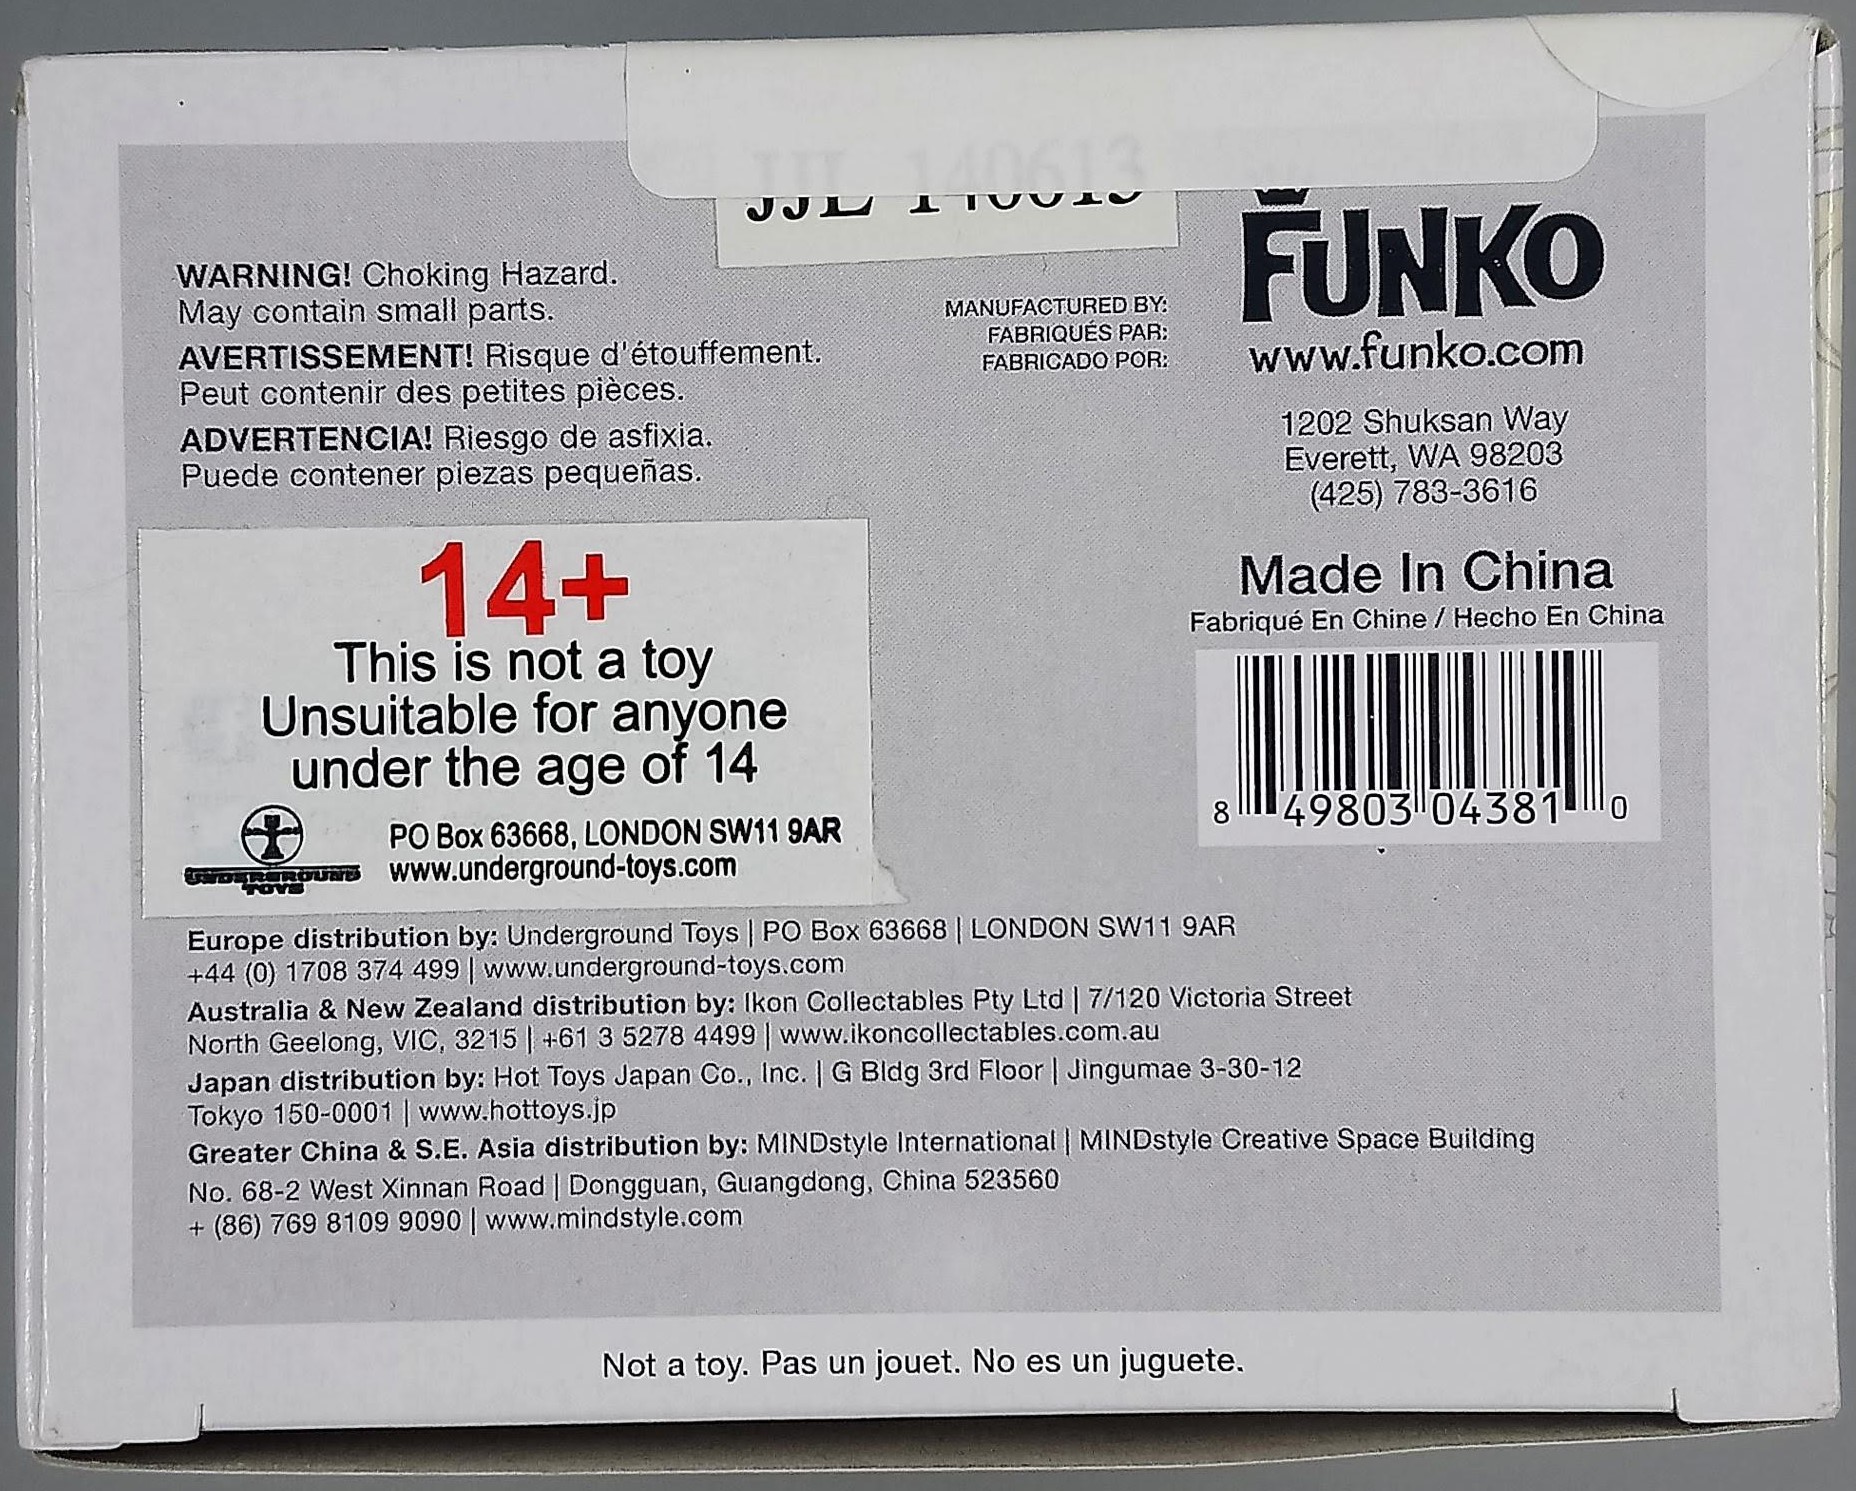 JJL 140613
WARNING! Choking Hazard.
May contain small parts.
AVERTISSEMENT! Risque d'étouffement.
Peut contenir des petites pièces.
ADVERTENCIA! Riesgo de asfixia.
Puede contener piezas pequeñas.
MANUFACTURED BY:
FABRIQUÉS PAR:
FABRICADO POR:
FUNKO
www.funko.com
1202 Shuksan Way
Everett, WA 98203
(425) 783-3616
Made In China
Fabriqué En Chine / Hecho En China
8 49803 04381 0
14+
This is not a toy
Unsuitable for anyone
under the age of 14
UNDERGROUND
TOYS
PO Box 63668, LONDON SW11 9AR
www.underground-toys.com
Europe distribution by: Underground Toys | PO Box 63668 | LONDON SW11 9AR
+44 (0) 1708 374 499 | www.underground-toys.com
Australia & New Zealand distribution by: Ikon Collectables Pty Ltd | 7/120 Victoria Street
North Geelong, VIC, 3215 | +61 3 5278 4499 | www.ikoncollectables.com.au
Japan distribution by: Hot Toys Japan Co., Inc. | G Bldg 3rd Floor | Jingumae 3-30-12
Tokyo 150-0001 | www.hottoys.jp
Greater China & S.E. Asia distribution by: MINDstyle International | MINDstyle Creative Space Building
No. 68-2 West Xinnan Road | Dongguan, Guangdong, China 523560
+ (86) 769 8109 9090 | www.mindstyle.com
Not a toy. Pas un jouet. No es un juguete.